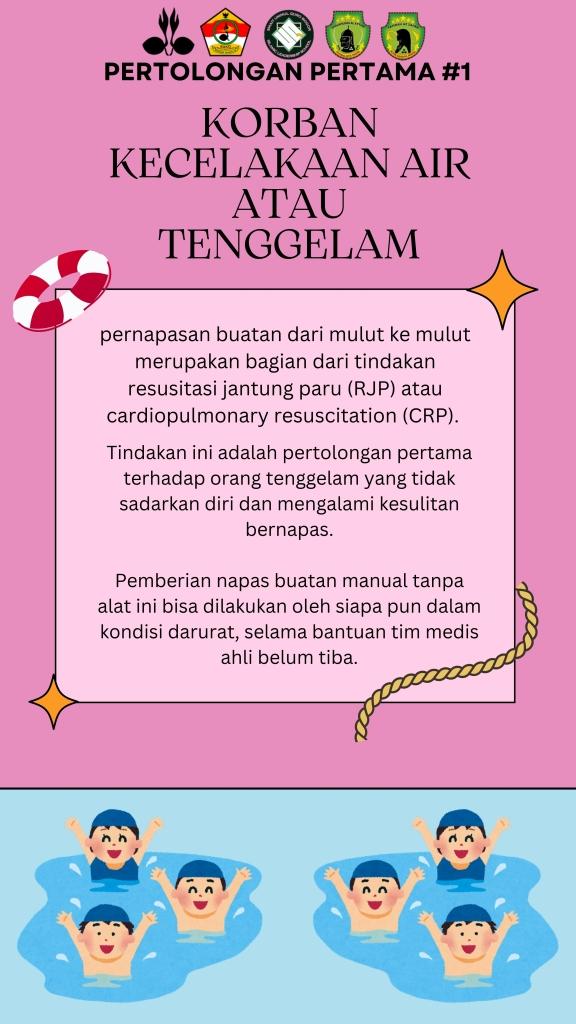 PERTOLONGAN PERTAMA #1
KORBAN
KECELAKAAN AIR
ATAU
TENGGELAM
pernapasan buatan dari mulut ke mulut
merupakan bagian dari tindakan
resusitasi jantung paru (RJP) atau
cardiopulmonary resuscitation (CRP).
Tindakan ini adalah pertolongan pertama
terhadap orang tenggelam yang tidak
sadarkan diri dan mengalami kesulitan
bernapas.
Pemberian napas buatan manual tanpa
alat ini bisa dilakukan oleh siapa pun dalam
kondisi darurat, selama bantuan tim medis
ahli belum tiba.